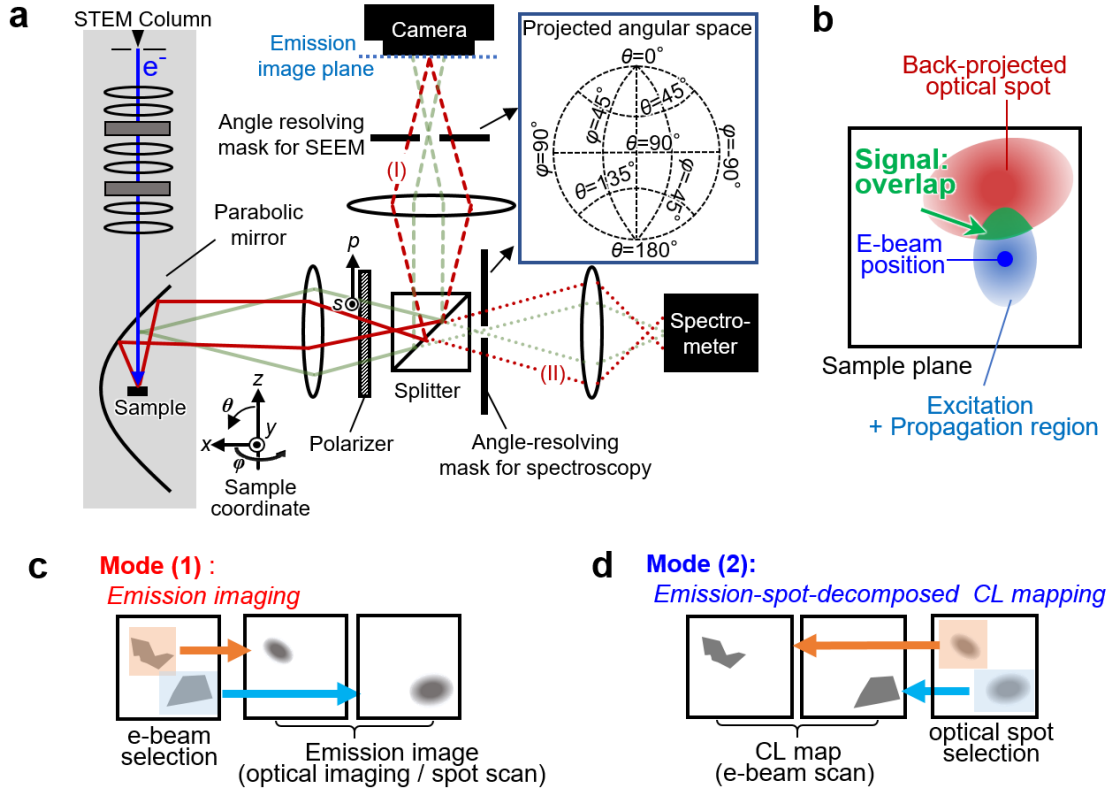 a
STEM Column
e-
Camera
Emission
image plane
Angle resolving
mask for SEEM
(I)
Projected angular space
θ=0°
θ=45°
φ=45°
φ=90°
θ=90
φ=-90°
θ=135°
φ=-45°
θ=180°
Parabolic
mirror
p
s
Splitter
(II)
Spectro-
meter
Sample
z
θ
x
y
φ
Sample
coordinate
Polarizer
Angle-resolving
mask for spectroscopy
b
Back-projected
optical spot
Signal:
overlap
E-beam
position
Sample plane
Excitation
+ Propagation region
c
Mode (1) :
Emission imaging
e-beam
selection
Emission image
(optical imaging / spot scan)
d
Mode (2):
Emission-spot-decomposed CL mapping
CL map
(e-beam scan)
optical spot
selection